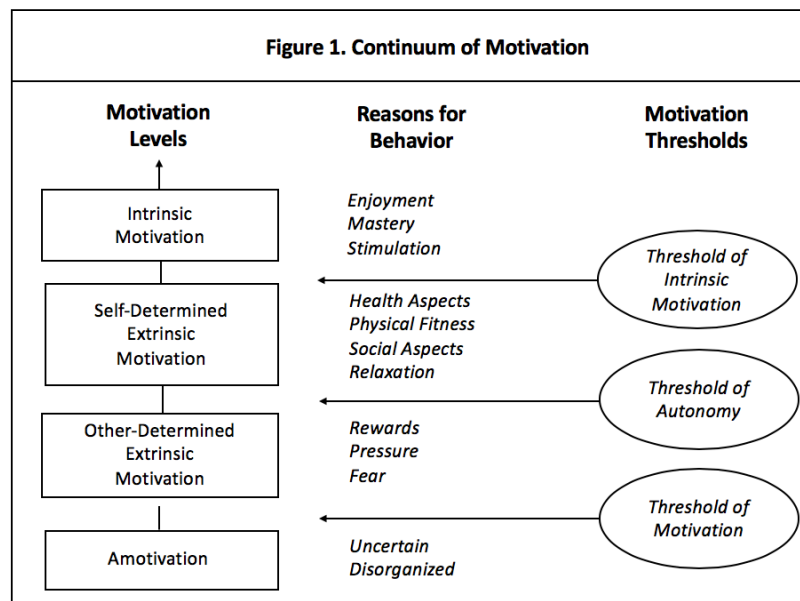 Figure 1. Continuum of Motivation
Motivation
Levels
Reasons for
Behavior
Motivation
Thresholds
Intrinsic
Motivation
Enjoyment
Mastery
Stimulation
Threshold of
Intrinsic
Motivation
Self-Determined
Extrinsic
Motivation
Health Aspects
Physical Fitness
Social Aspects
Relaxation
Threshold of
Autonomy
Other-Determined
Extrinsic
Motivation
Rewards
Pressure
Fear
Threshold of
Motivation
Amotivation
Uncertain
Disorganized